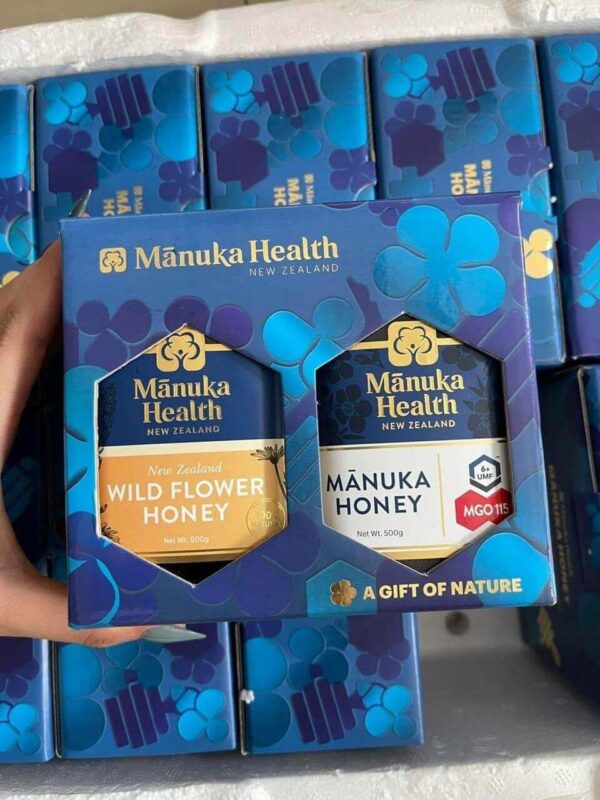 Mānuka Health
NEW ZEALAND
Mānuka
Health
NEW ZEALAND
New Zealand
WILD FLOWER
HONEY
Net Wt. 500g
Mānuka
Health
NEW ZEALAND
MĀNUKA
HONEY
6+
UMF
MGO 115
Net Wt. 500g
A GIFT OF NATURE